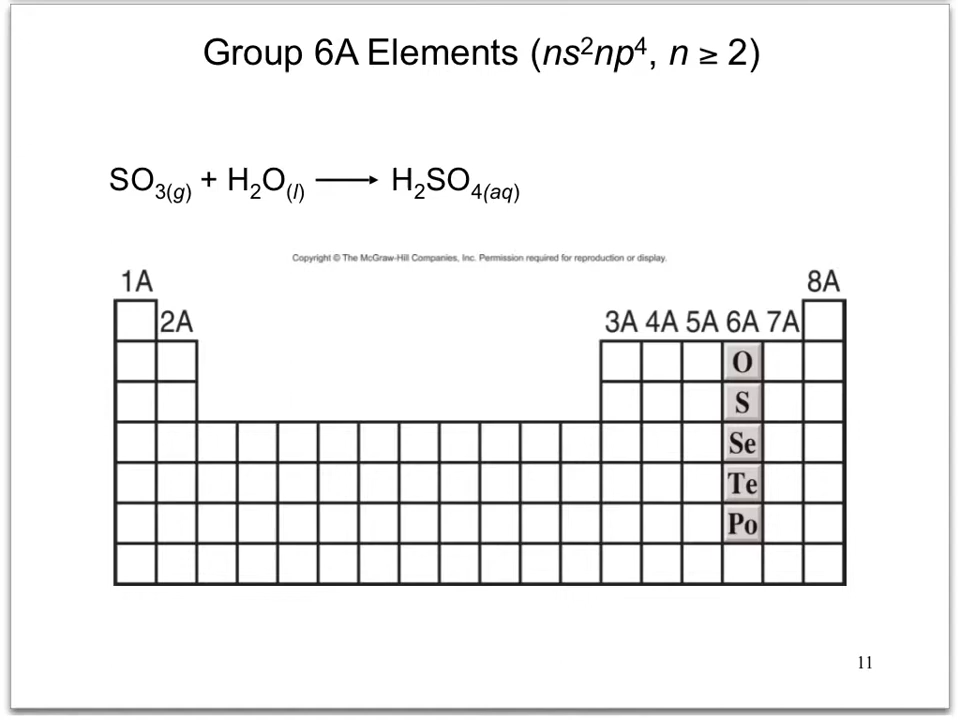 Group 6A Elements (ns²np⁴, n ≥ 2)
SO₃(g) + H₂O(l) ⟶ H₂SO₄(aq)
Copyright © The McGraw-Hill Companies, Inc. Permission required for reproduction or display.
1A 8A
2A 3A 4A 5A 6A 7A
O
S
Se
Te
Po
11